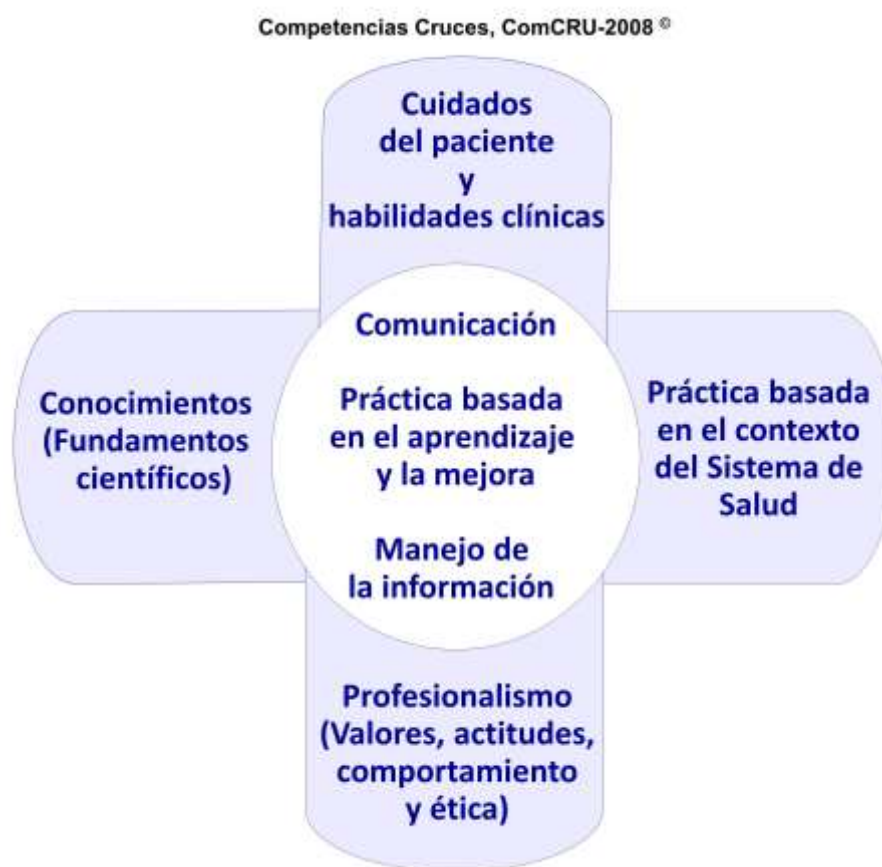 Competencias Cruces, ComCRU-2008 ©
Cuidados
del paciente
y
habilidades clínicas
Comunicación
Práctica basada
en el aprendizaje
y la mejora
Manejo de
la información
Conocimientos
(Fundamentos
científicos)
Práctica basada
en el contexto
del Sistema de
Salud
Profesionalismo
(Valores, actitudes,
comportamiento
y ética)